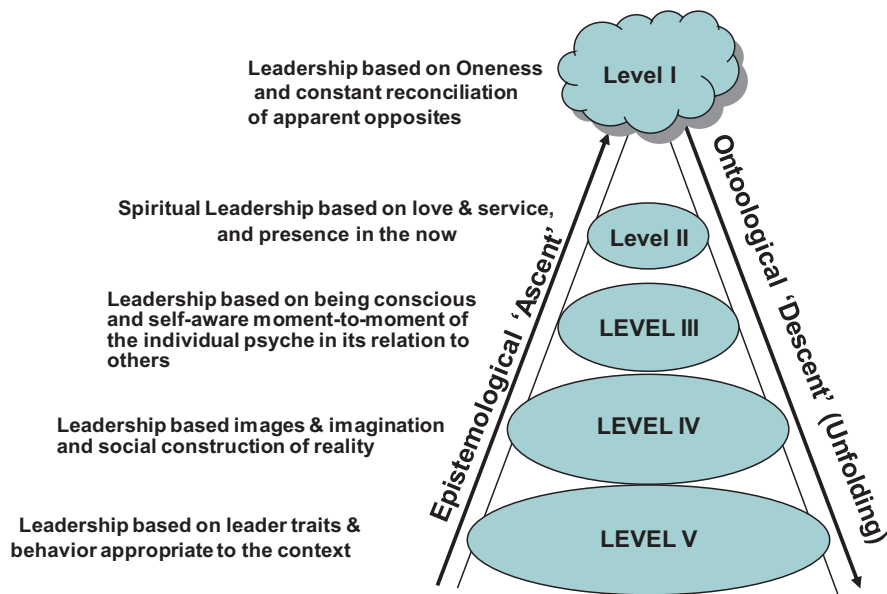 Level I
Leadership based on Oneness
and constant reconciliation
of apparent opposites
Spiritual Leadership based on love & service,
and presence in the now
Level II
Leadership based on being conscious
and self-aware moment-to-moment of
the individual psyche in its relation to
others
LEVEL III
Leadership based images & imagination
and social construction of reality
LEVEL IV
Leadership based on leader traits &
behavior appropriate to the context
LEVEL V
Epistemological ‘Ascent’
Ontoological ‘Descent’ (Unfolding)